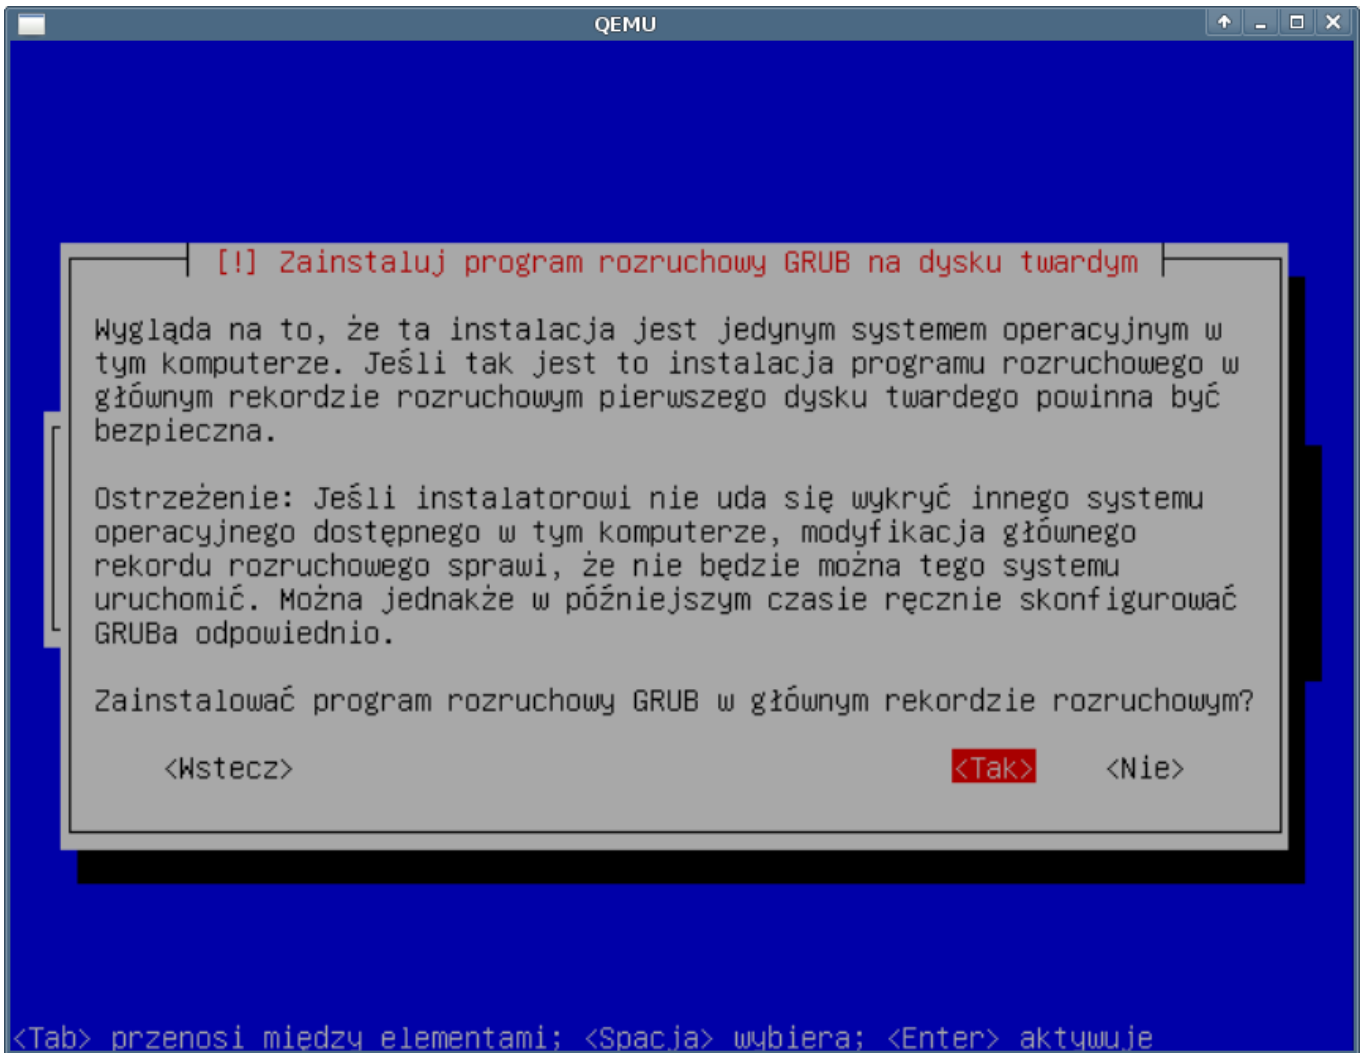 QEMU
[!] Zainstaluj program rozruchowy GRUB na dysku twardym
Wygląda na to, że ta instalacja jest jedynym systemem operacyjnym w
tym komputerze. Jeśli tak jest to instalacja programu rozruchowego w
głównym rekordzie rozruchowym pierwszego dysku twardego powinna być
bezpieczna.
Ostrzeżenie: Jeśli instalatorowi nie uda się wykryć innego systemu
operacyjnego dostępnego w tym komputerze, modyfikacja głównego
rekordu rozruchowego sprawi, że nie będzie można tego systemu
uruchomić. Można jednakże w późniejszym czasie ręcznie skonfigurować
GRUBa odpowiednio.
Zainstalować program rozruchowy GRUB w głównym rekordzie rozruchowym?
<Wstecz> <Tak> <Nie>
<Tab> przenosi między elementami; <Spacja> wybiera; <Enter> aktywuje